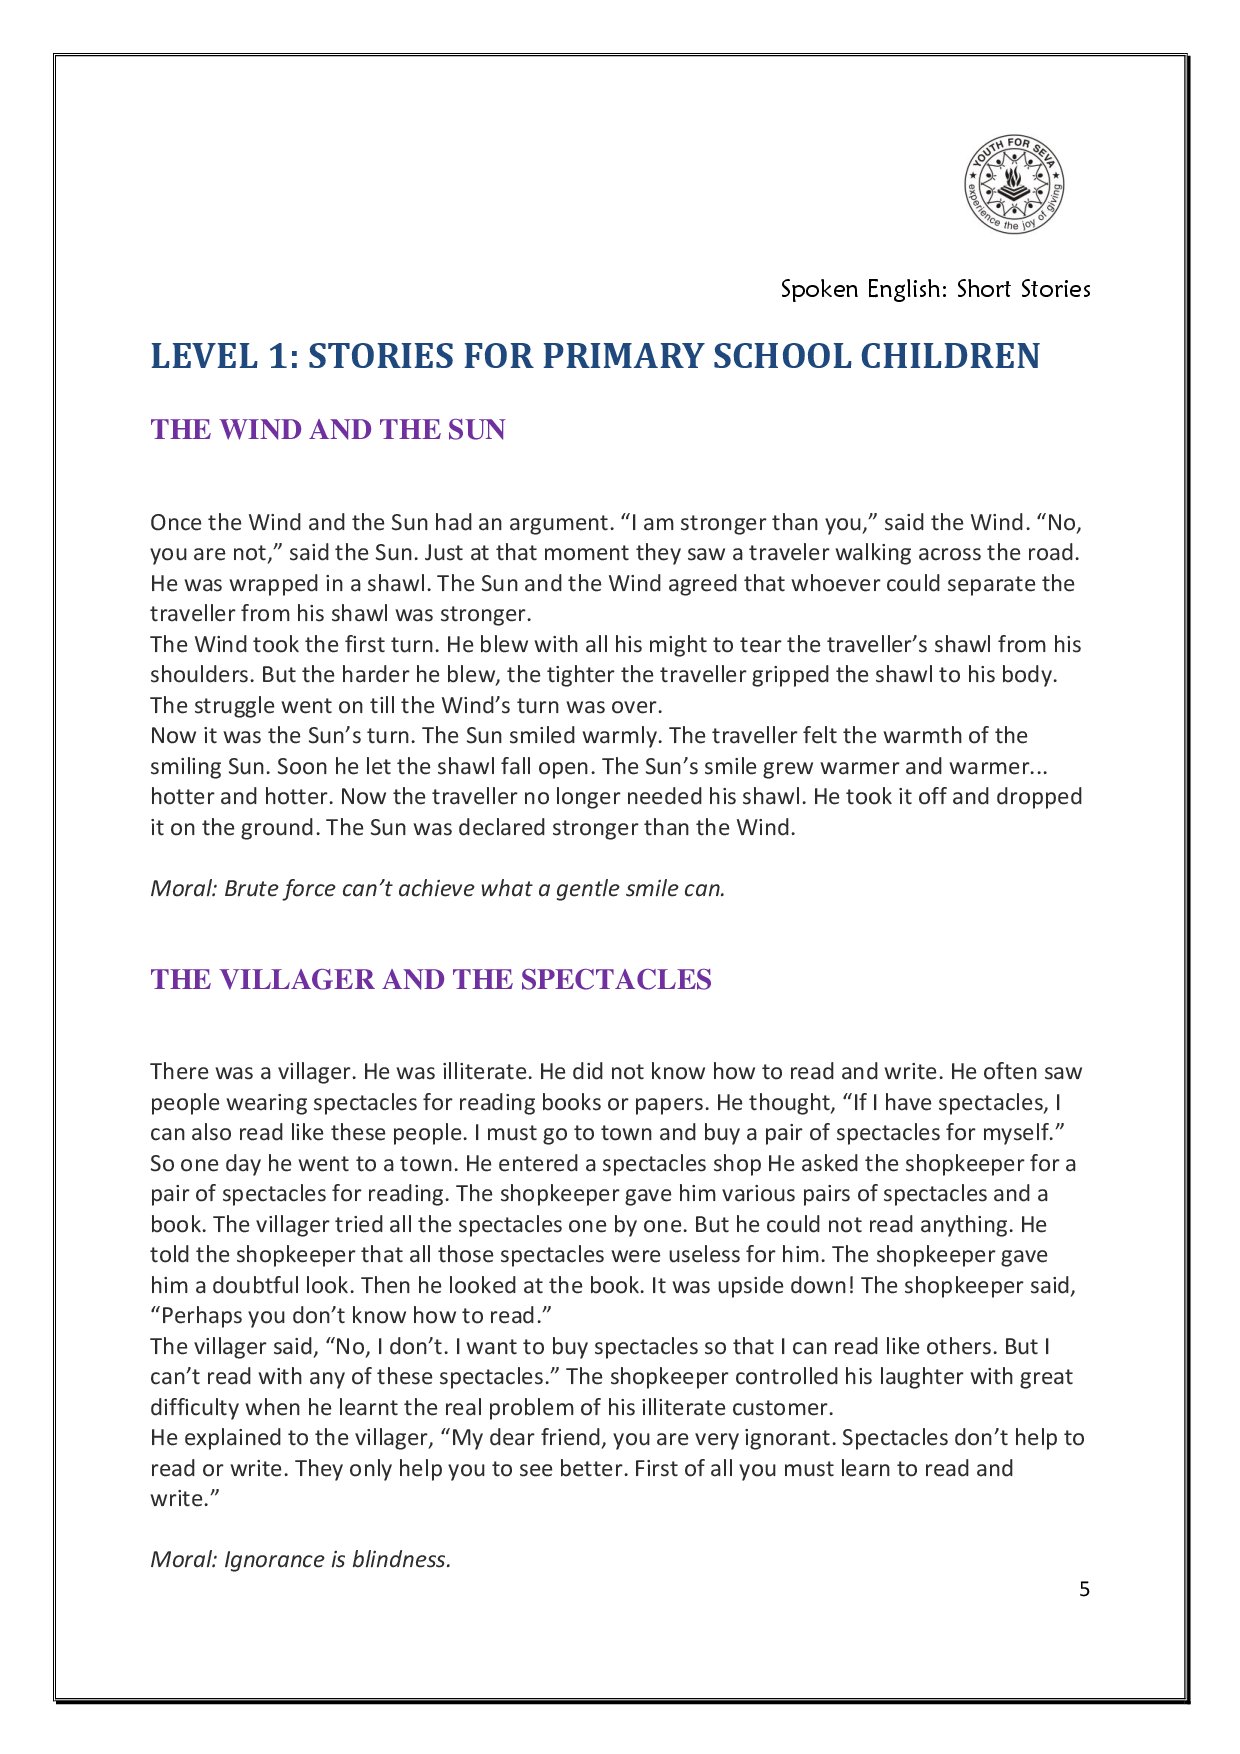 YOUTH FOR SEVA
experience the joy of giving
Spoken English: Short Stories
LEVEL 1: STORIES FOR PRIMARY SCHOOL CHILDREN
THE WIND AND THE SUN
Once the Wind and the Sun had an argument. “I am stronger than you,” said the Wind. “No,
you are not,” said the Sun. Just at that moment they saw a traveler walking across the road.
He was wrapped in a shawl. The Sun and the Wind agreed that whoever could separate the
traveller from his shawl was stronger.
The Wind took the first turn. He blew with all his might to tear the traveller’s shawl from his
shoulders. But the harder he blew, the tighter the traveller gripped the shawl to his body.
The struggle went on till the Wind’s turn was over.
Now it was the Sun’s turn. The Sun smiled warmly. The traveller felt the warmth of the
smiling Sun. Soon he let the shawl fall open. The Sun’s smile grew warmer and warmer...
hotter and hotter. Now the traveller no longer needed his shawl. He took it off and dropped
it on the ground. The Sun was declared stronger than the Wind.
Moral: Brute force can’t achieve what a gentle smile can.
THE VILLAGER AND THE SPECTACLES
There was a villager. He was illiterate. He did not know how to read and write. He often saw
people wearing spectacles for reading books or papers. He thought, “If I have spectacles, I
can also read like these people. I must go to town and buy a pair of spectacles for myself.”
So one day he went to a town. He entered a spectacles shop He asked the shopkeeper for a
pair of spectacles for reading. The shopkeeper gave him various pairs of spectacles and a
book. The villager tried all the spectacles one by one. But he could not read anything. He
told the shopkeeper that all those spectacles were useless for him. The shopkeeper gave
him a doubtful look. Then he looked at the book. It was upside down! The shopkeeper said,
“Perhaps you don’t know how to read.”
The villager said, “No, I don’t. I want to buy spectacles so that I can read like others. But I
can’t read with any of these spectacles.” The shopkeeper controlled his laughter with great
difficulty when he learnt the real problem of his illiterate customer.
He explained to the villager, “My dear friend, you are very ignorant. Spectacles don’t help to
read or write. They only help you to see better. First of all you must learn to read and
write.”
Moral: Ignorance is blindness.
5